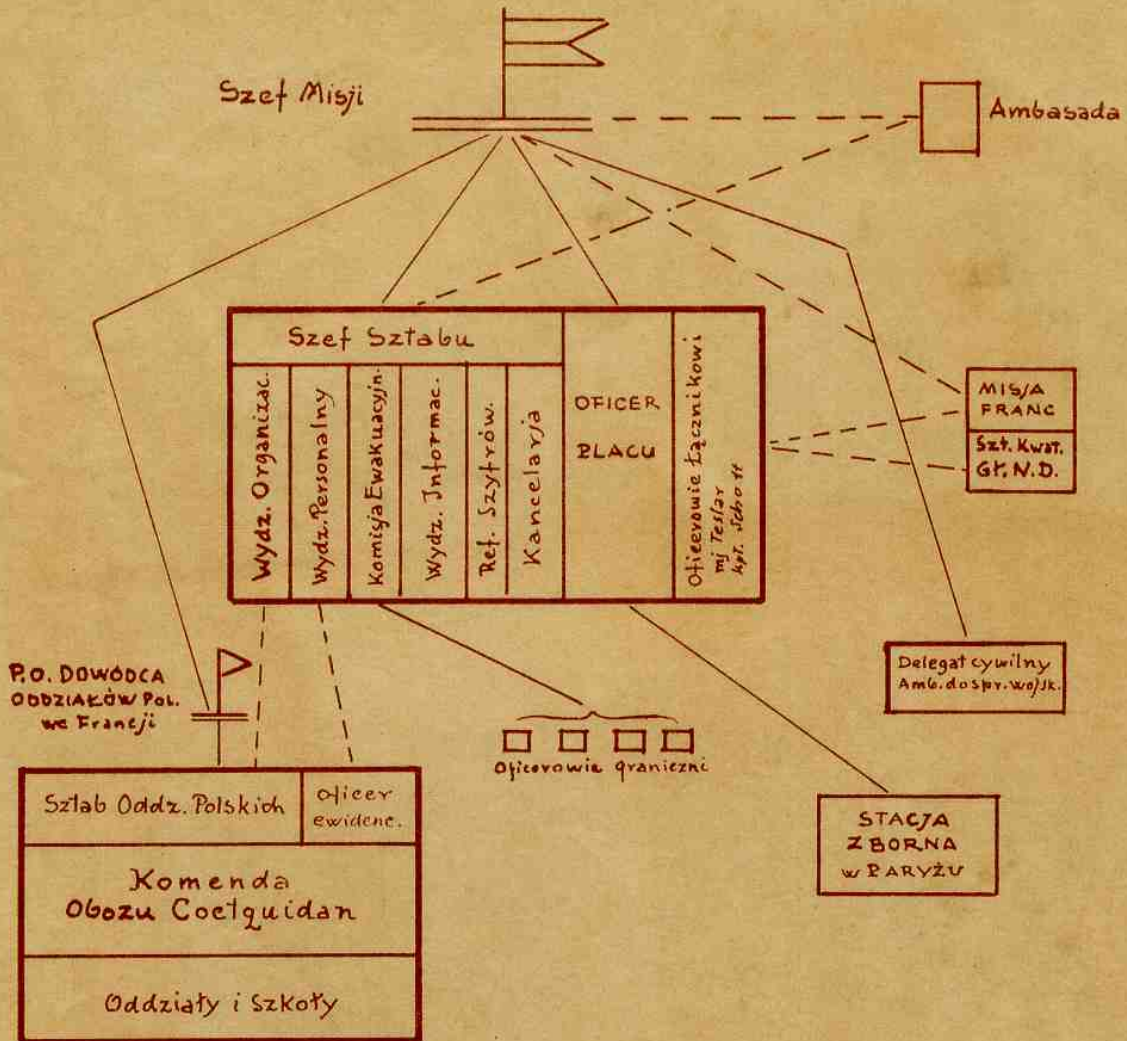 Szef Misji
Ambasada
Szef Sztabu
Wydz. Organizac.
Wydz. Personalny
Komisja Ewakuacyjn.
Wydz. Informac.
Ref. Szyfrów.
Kancelarja
OFICER
PLACU
Oficerowie Łącznikowi
mj Teslar
kpt. Schott
MISJA
FRANC
Szt. Kwat.
Gł. N.D.
Delegat cywilny
Amb. do spr. wojsk.
P.O. DOWÓDCA
ODDZIAŁÓW POL.
we Francji
Oficerowie graniczni
Sztab Oddz. Polskich
Oficer
ewidenc.
Komenda
Obozu Coetquidan
Oddziały i Szkoły
STACJA
ZBORNA
w PARYŻU